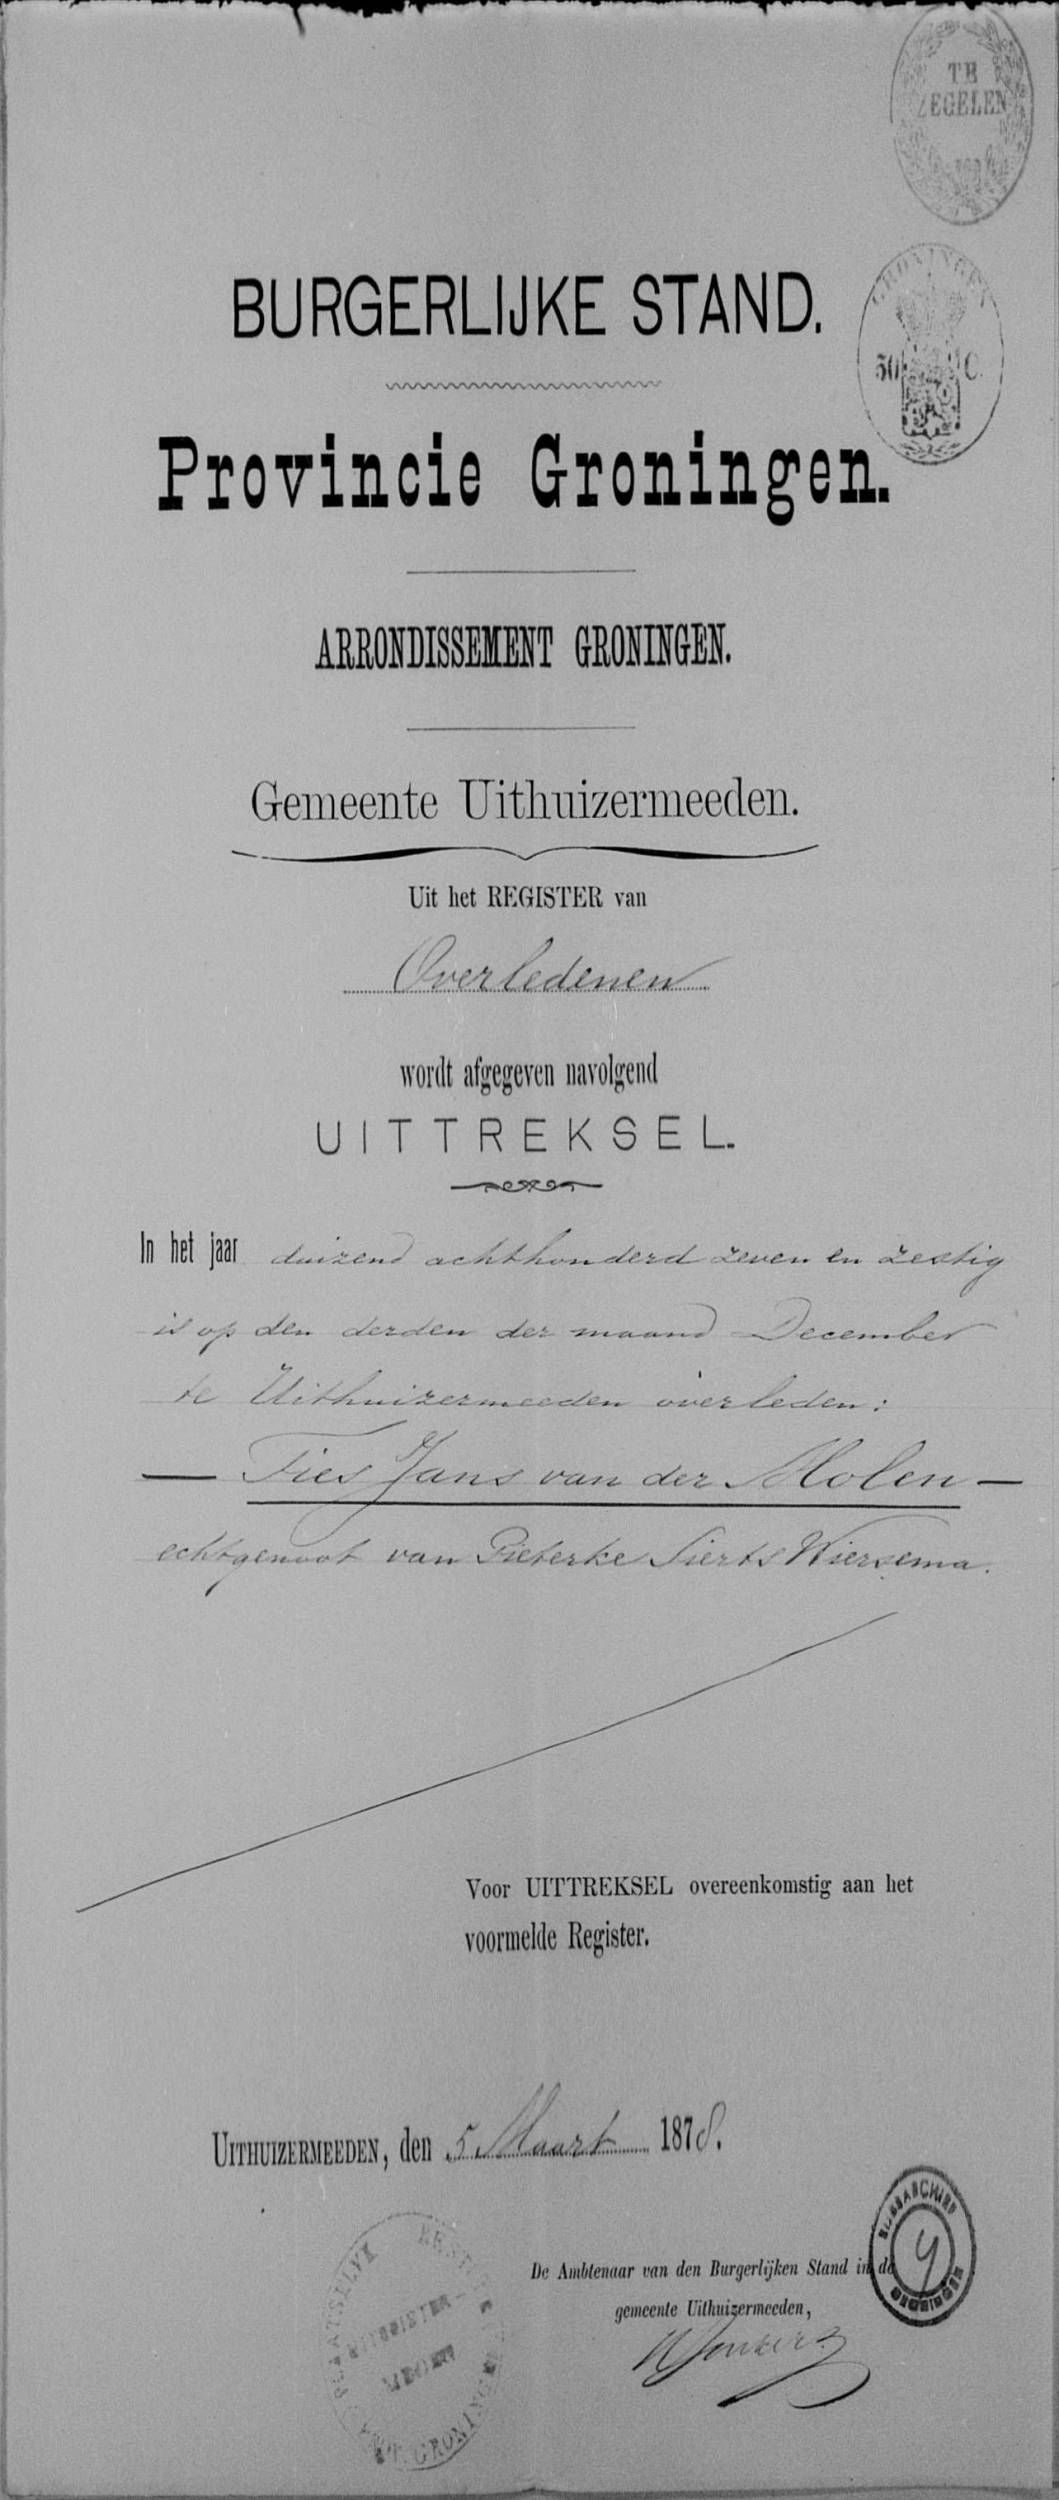 TE
ZEGELEN
GRONINGEN
50 C.
BURGERLIJKE STAND.
Provincie Groningen.
ARRONDISSEMENT GRONINGEN.
Gemeente Uithuizermeeden.
Uit het REGISTER van
Overledenen
wordt afgegeven navolgend
UITTREKSEL.
In het jaar duizend achthonderd zeven en zestig
is op den derden der maand December
te Uithuizermeeden overleden:
— Fies Jans van der Molen —
echtgenoot van Pieterke Sierts Wiersema.
Voor UITTREKSEL overeenkomstig aan het
voormelde Register.
UITHUIZERMEEDEN, den 5 Maart 1878.
De Ambtenaar van den Burgerlijken Stand in de
gemeente Uithuizermeeden,
RIJKSARCHIEF
GRONINGEN